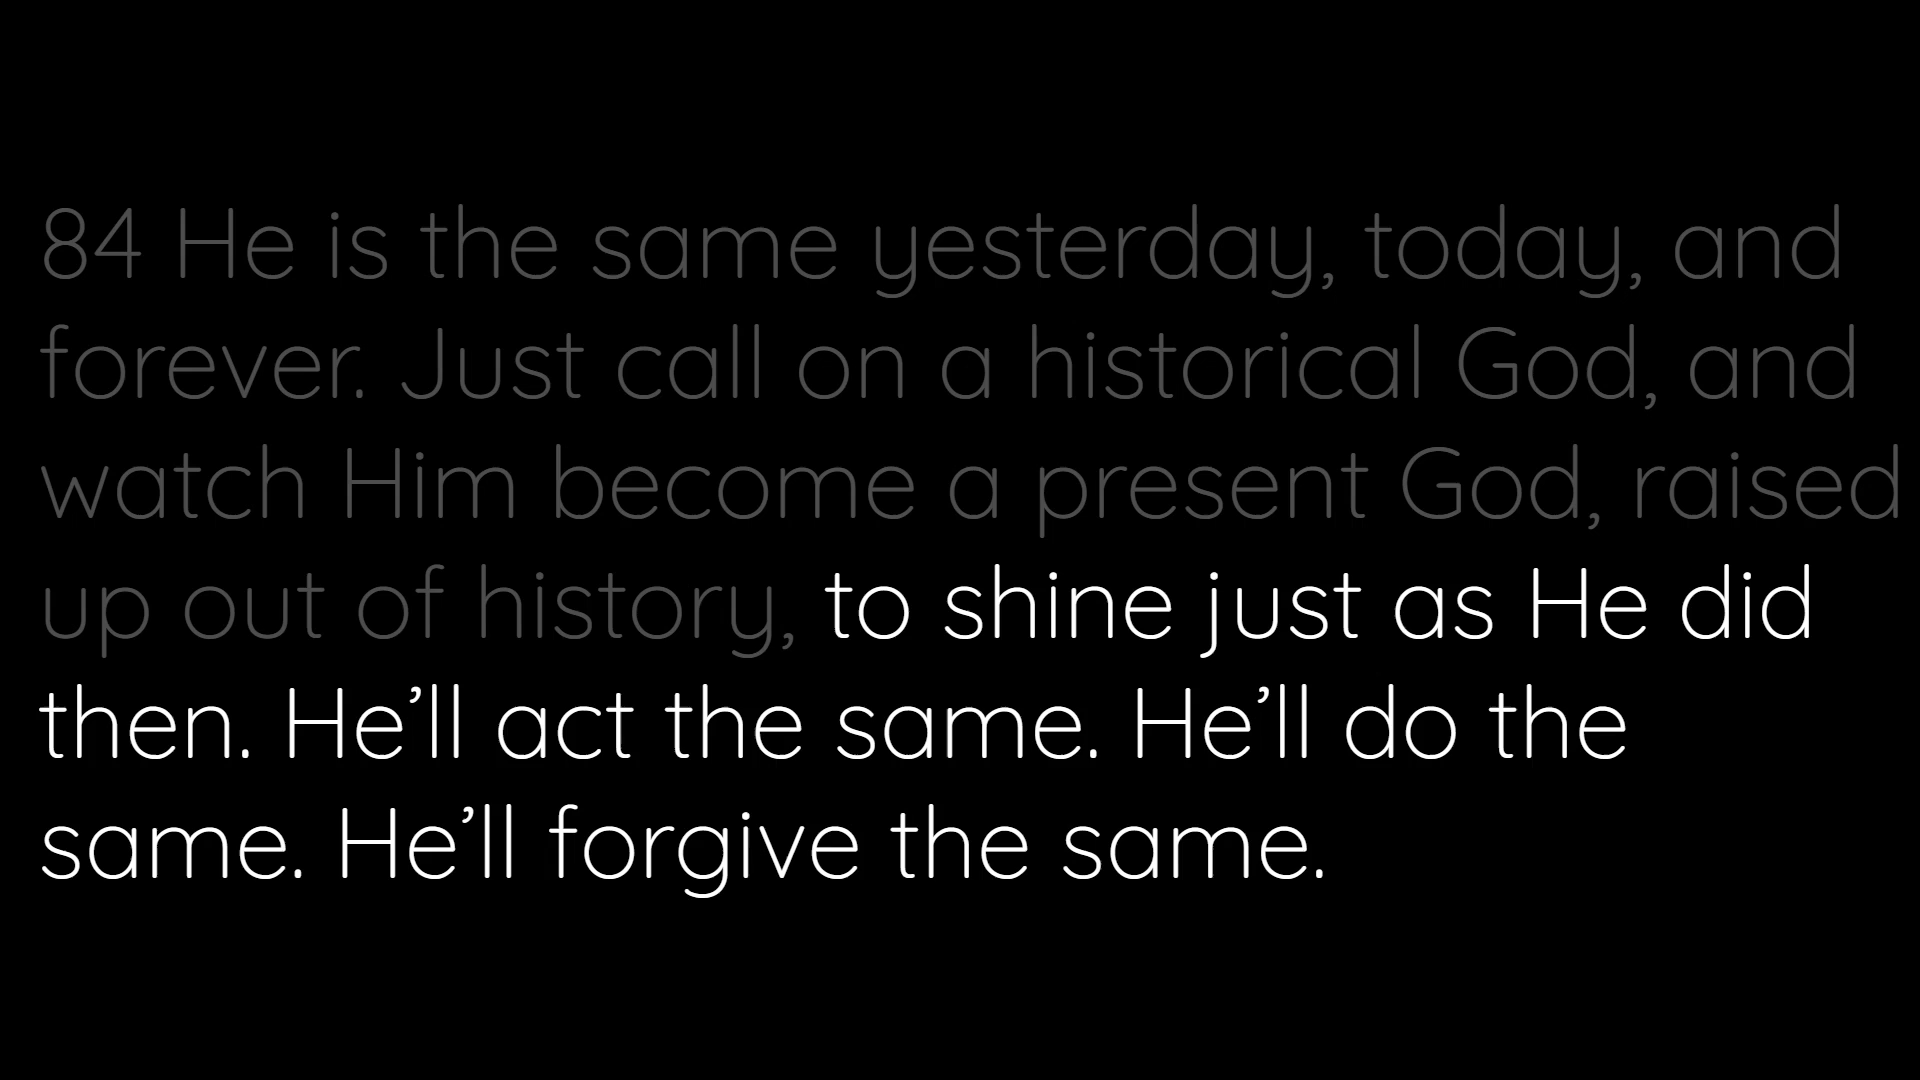 84 He is the same yesterday, today, and
forever. Just call on a historical God, and
watch Him become a present God, raised
up out of history, to shine just as He did
then. He’ll act the same. He’ll do the
same. He’ll forgive the same.